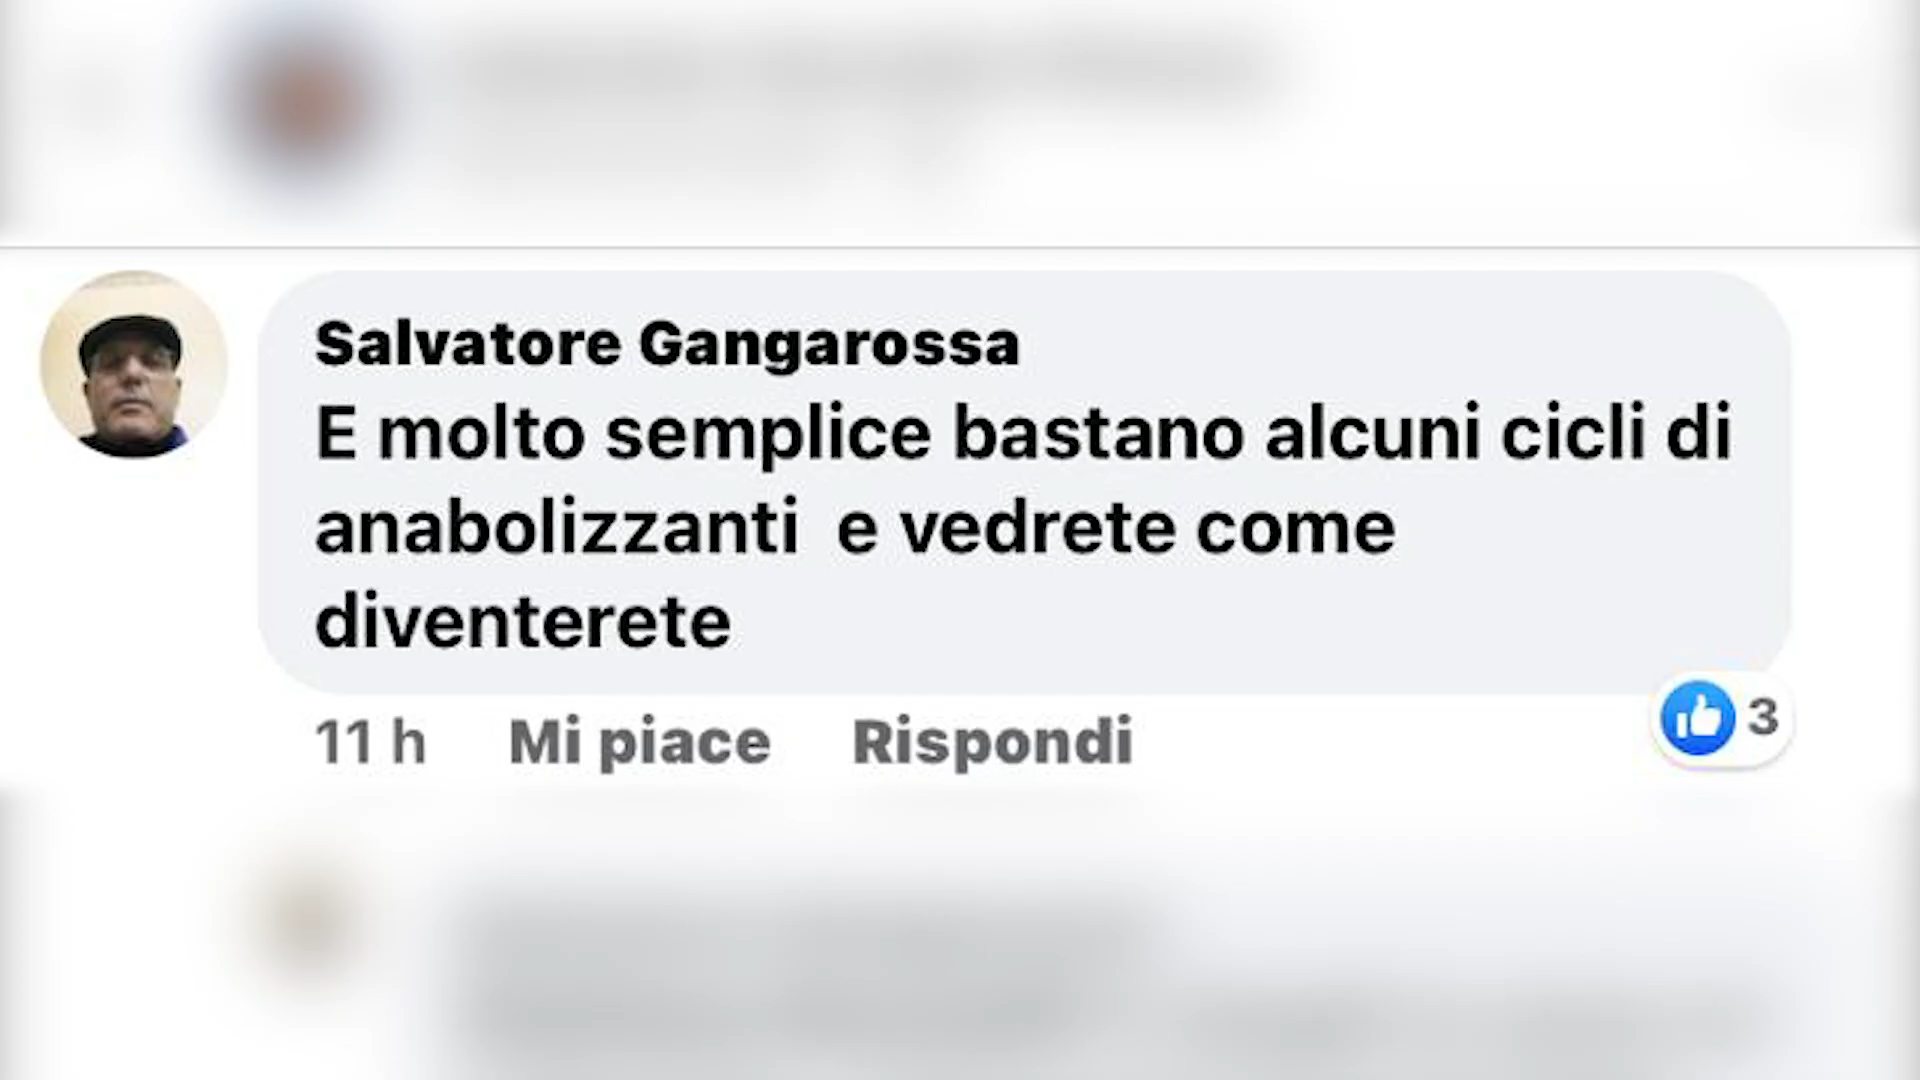 Salvatore Gangarossa
E molto semplice bastano alcuni cicli di
anabolizzanti  e vedrete come
diventerete
11 h Mi piace Rispondi 3